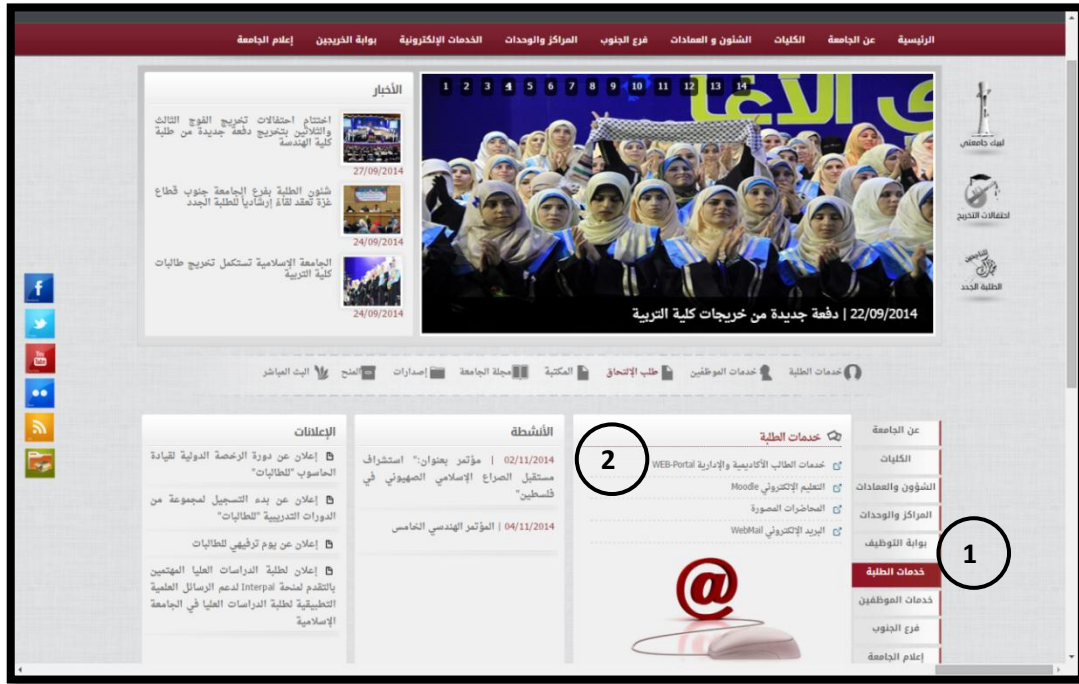 الرئيسية عن الجامعة الكليات الشئون و العمادات فرع الجنوب المراكز والوحدات الخدمات الإلكترونية بوابة الخريجين إعلام الجامعة
1 2 3 4 5 6 7 8 9 10 11 12 13 14
22/09/2014 | دفعة جديدة من خريجات كلية التربية
الأخبار
اختتام احتفالات تخريج الفوج الثالث
والثلاثين بتخريج دفعة جديدة من طلبة
كلية الهندسة
27/09/2014
شئون الطلبة بفرع الجامعة جنوب قطاع
غزة تعقد لقاءً إرشادياً للطلبة الجدد
24/09/2014
الجامعة الإسلامية تستكمل تخريج طالبات
كلية التربية
24/09/2014
لبيك جامعتي
احتفالات التخريج
الطلبة الجدد
خدمات الطلبة خدمات الموظفين طلب الإلتحاق المكتبة مجلة الجامعة إصدارات المنح البث المباشر
عن الجامعة
الكليات
الشؤون والعمادات
المراكز والوحدات
بوابة التوظيف
خدمات الطلبة
خدمات الموظفين
فرع الجنوب
إعلام الجامعة
1
خدمات الطلبة
خدمات الطالب الأكاديمية والإدارية WEB-Portal
التعليم الإلكتروني Moodle
المحاضرات المصورة
البريد الإلكتروني WebMail
2
الأنشطة
02/11/2014 | مؤتمر بعنوان:" استشراف
مستقبل الصراع الإسلامي الصهيوني في
فلسطين"
04/11/2014 | المؤتمر الهندسي الخامس
الإعلانات
إعلان عن دورة الرخصة الدولية لقيادة
الحاسوب "للطالبات"
إعلان عن بدء التسجيل لمجموعة من
الدورات التدريبية "للطالبات"
إعلان عن يوم ترفيهي للطالبات
إعلان لطلبة الدراسات العليا المهتمين
بالتقدم لمنحة Interpal لدعم الرسائل العلمية
التطبيقية لطلبة الدراسات العليا في الجامعة
الإسلامية